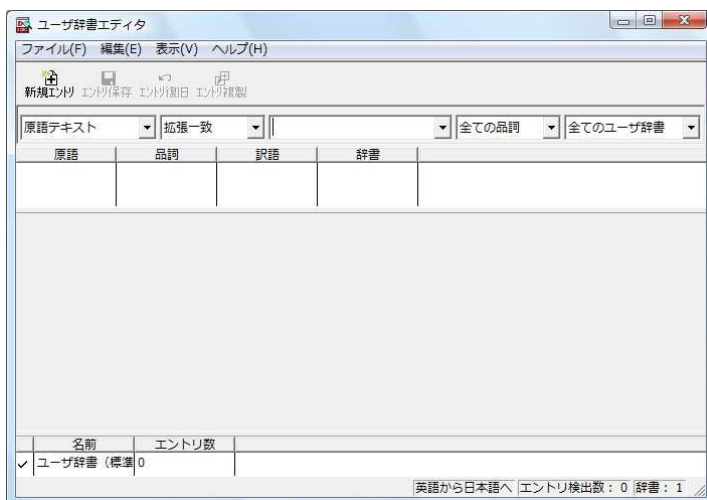 ユーザ辞書エディタ
ファイル(F) 編集(E) 表示(V) ヘルプ(H)
新規エントリ エントリ保存 エントリ復旧 エントリ複製
原語テキスト 拡張一致 全ての品詞 全てのユーザ辞書
原語 品詞 訳語 辞書
名前 エントリ数
ユーザ辞書（標準 0
英語から日本語へ エントリ検出数： 0 辞書： 1